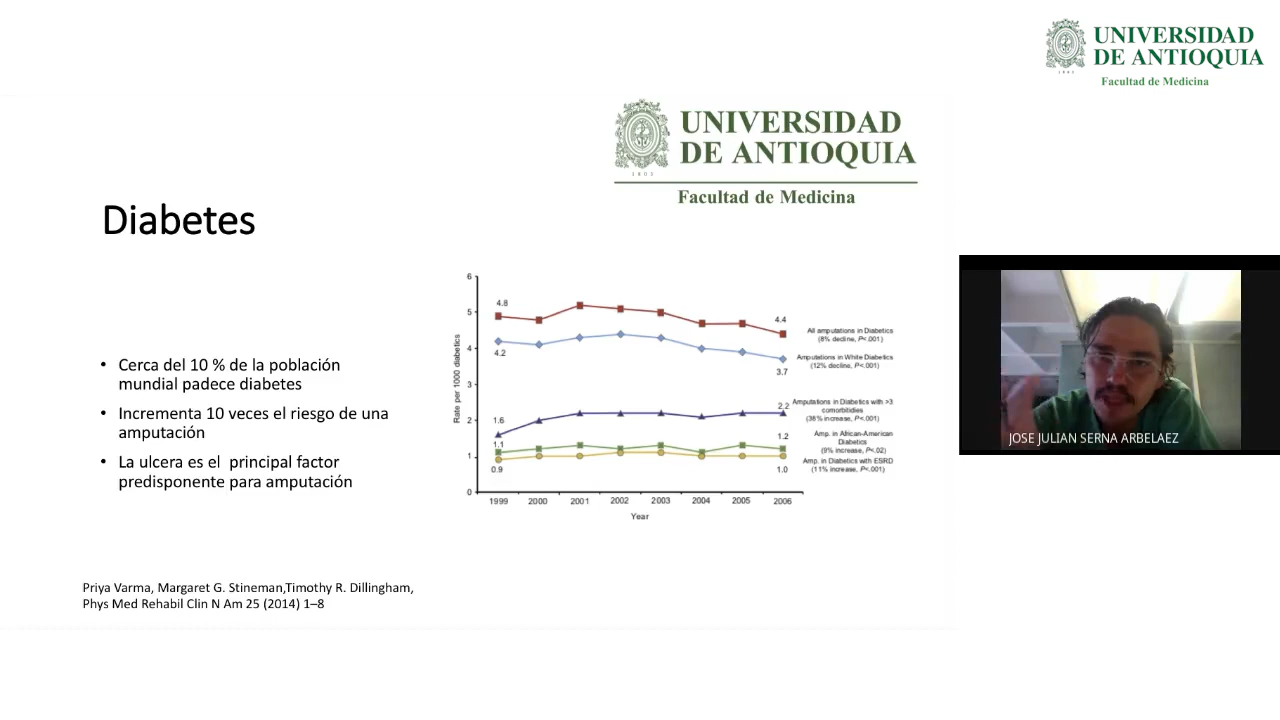 UNIVERSIDAD
DE ANTIOQUIA
1803
Facultad de Medicina
UNIVERSIDAD
DE ANTIOQUIA
1803
Facultad de Medicina
Diabetes
• Cerca del 10 % de la población
mundial padece diabetes
• Incrementa 10 veces el riesgo de una
amputación
• La ulcera es el principal factor
predisponente para amputación
Priya Varma, Margaret G. Stineman,Timothy R. Dillingham,
Phys Med Rehabil Clin N Am 25 (2014) 1–8
Rate per 1000 diabetics
6
5
4
3
2
1
0
4.8
4.2
1.6
1.1
0.9
4.4
3.7
2.2
1.2
1.0
All amputations in Diabetics
(8% decline, P<.001)
Amputations in White Diabetics
(12% decline, P<.001)
Amputations in Diabetics with >3
comorbitidies
(38% increase, P<.001)
Amp. in African-American
Diabetics
(9% increase, P<.02)
Amp. in Diabetics with ESRD
(11% increase, P<.001)
1999 2000 2001 2002 2003 2004 2005 2006
Year
JOSE JULIAN SERNA ARBELAEZ